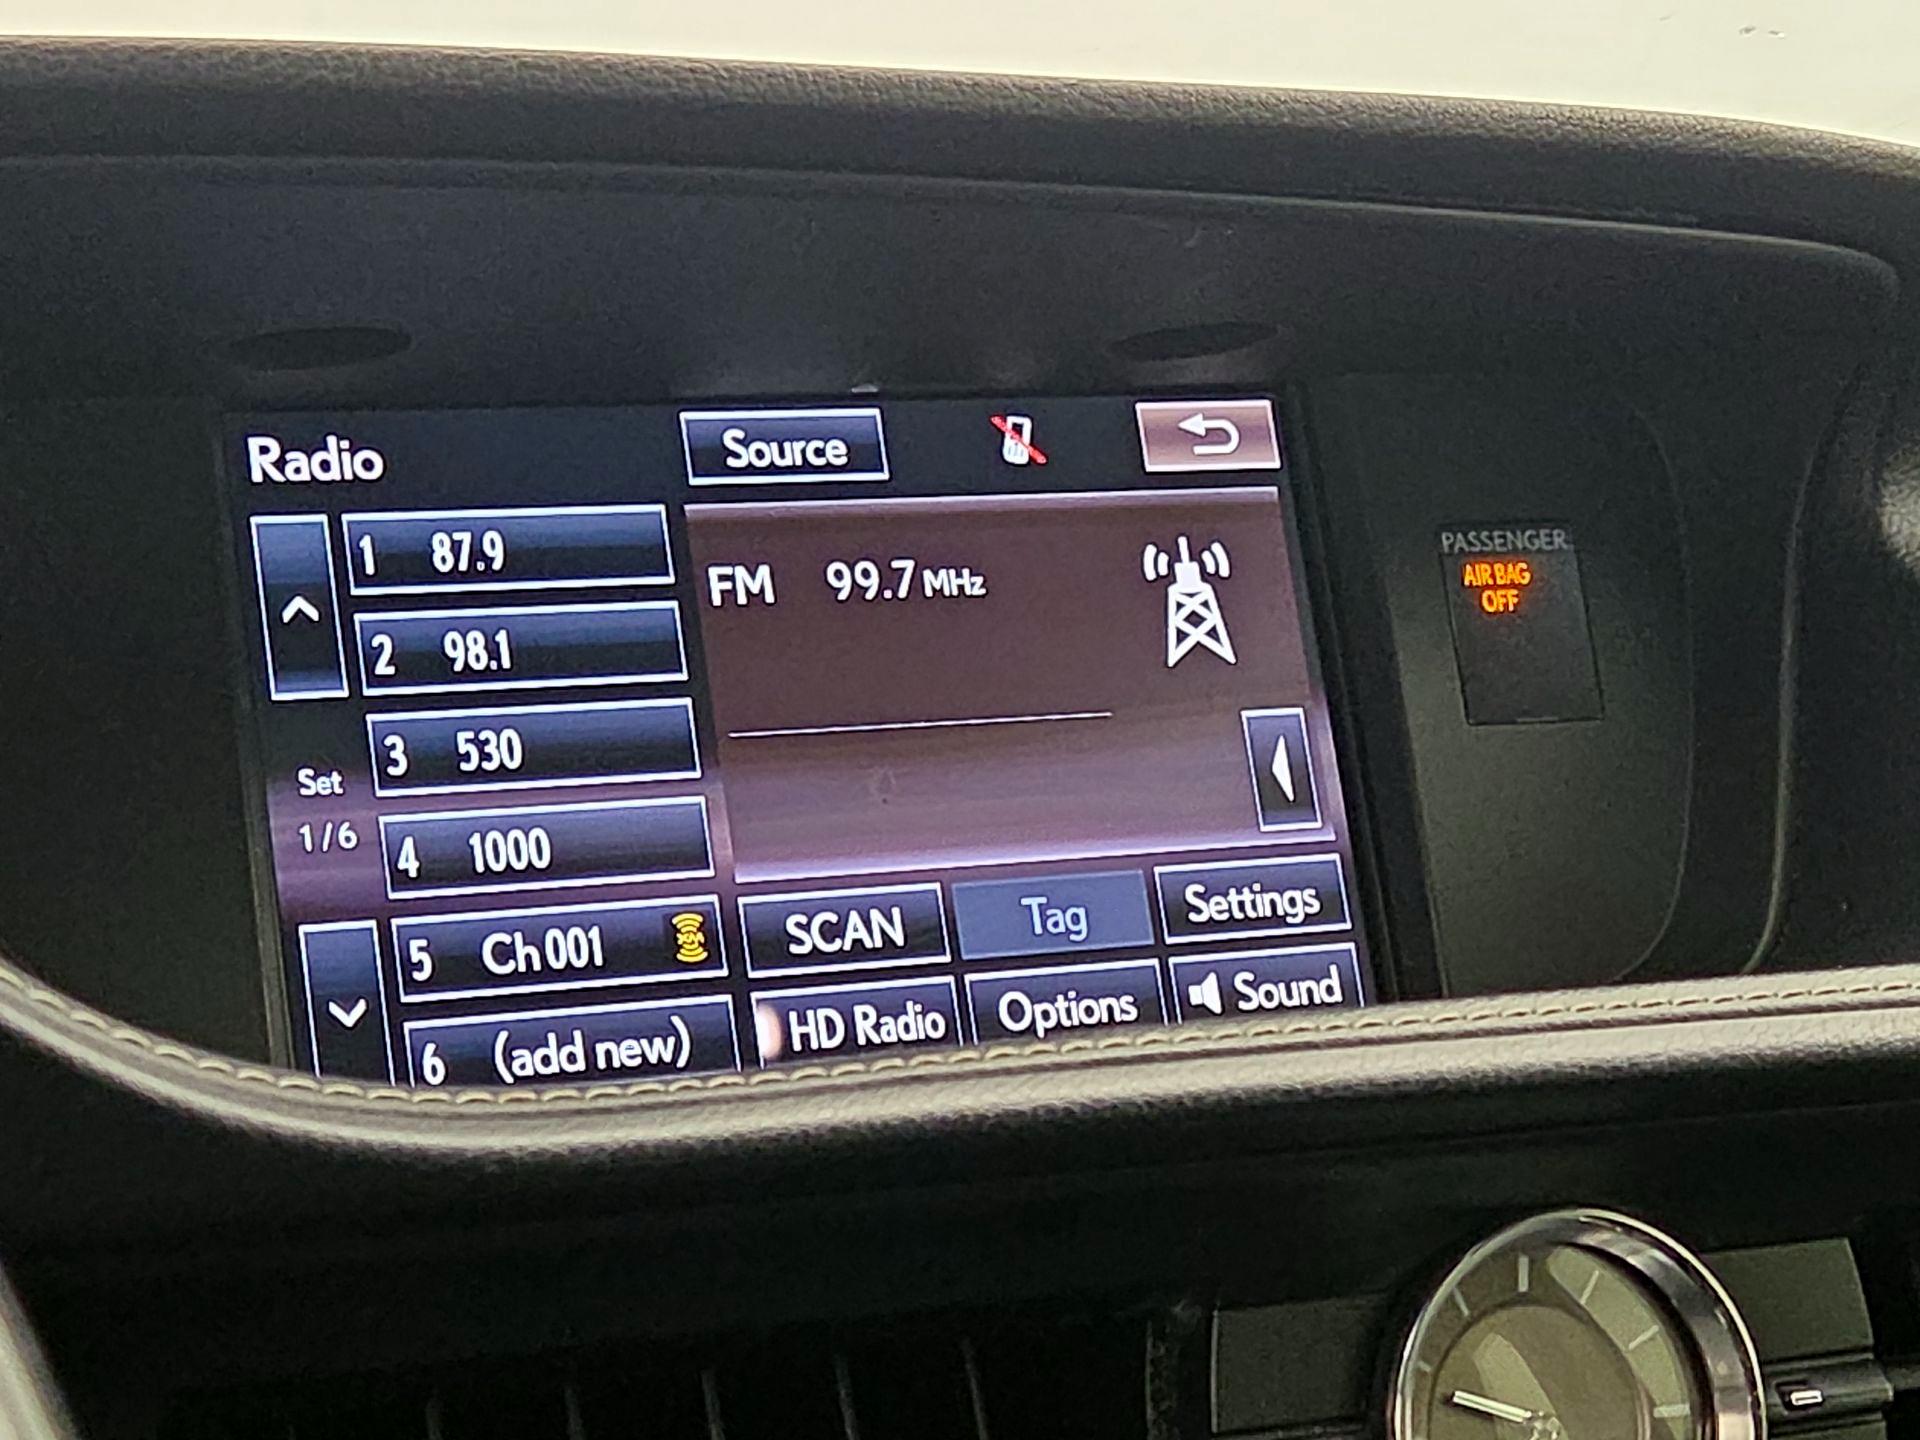 Radio
Source
1 87.9
2 98.1
3 530
4 1000
5 Ch 001 XM
6 (add new)
Set
1/6
FM 99.7 MHz
SCAN
Tag
Settings
HD Radio
Options
Sound
PASSENGER
AIR BAG
OFF